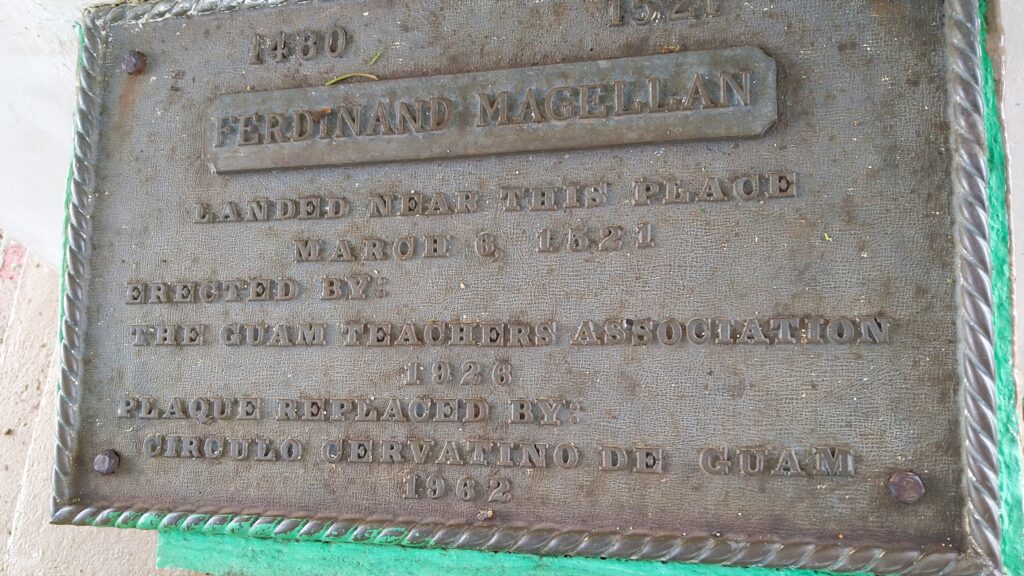 1480 1521
FERDINAND MAGELLAN
LANDED NEAR THIS PLACE
MARCH 6, 1521
ERECTED BY:
THE GUAM TEACHERS ASSOCIATION
1926
PLAQUE REPLACED BY:
CIRCULO CERVATINO DE GUAM
1962